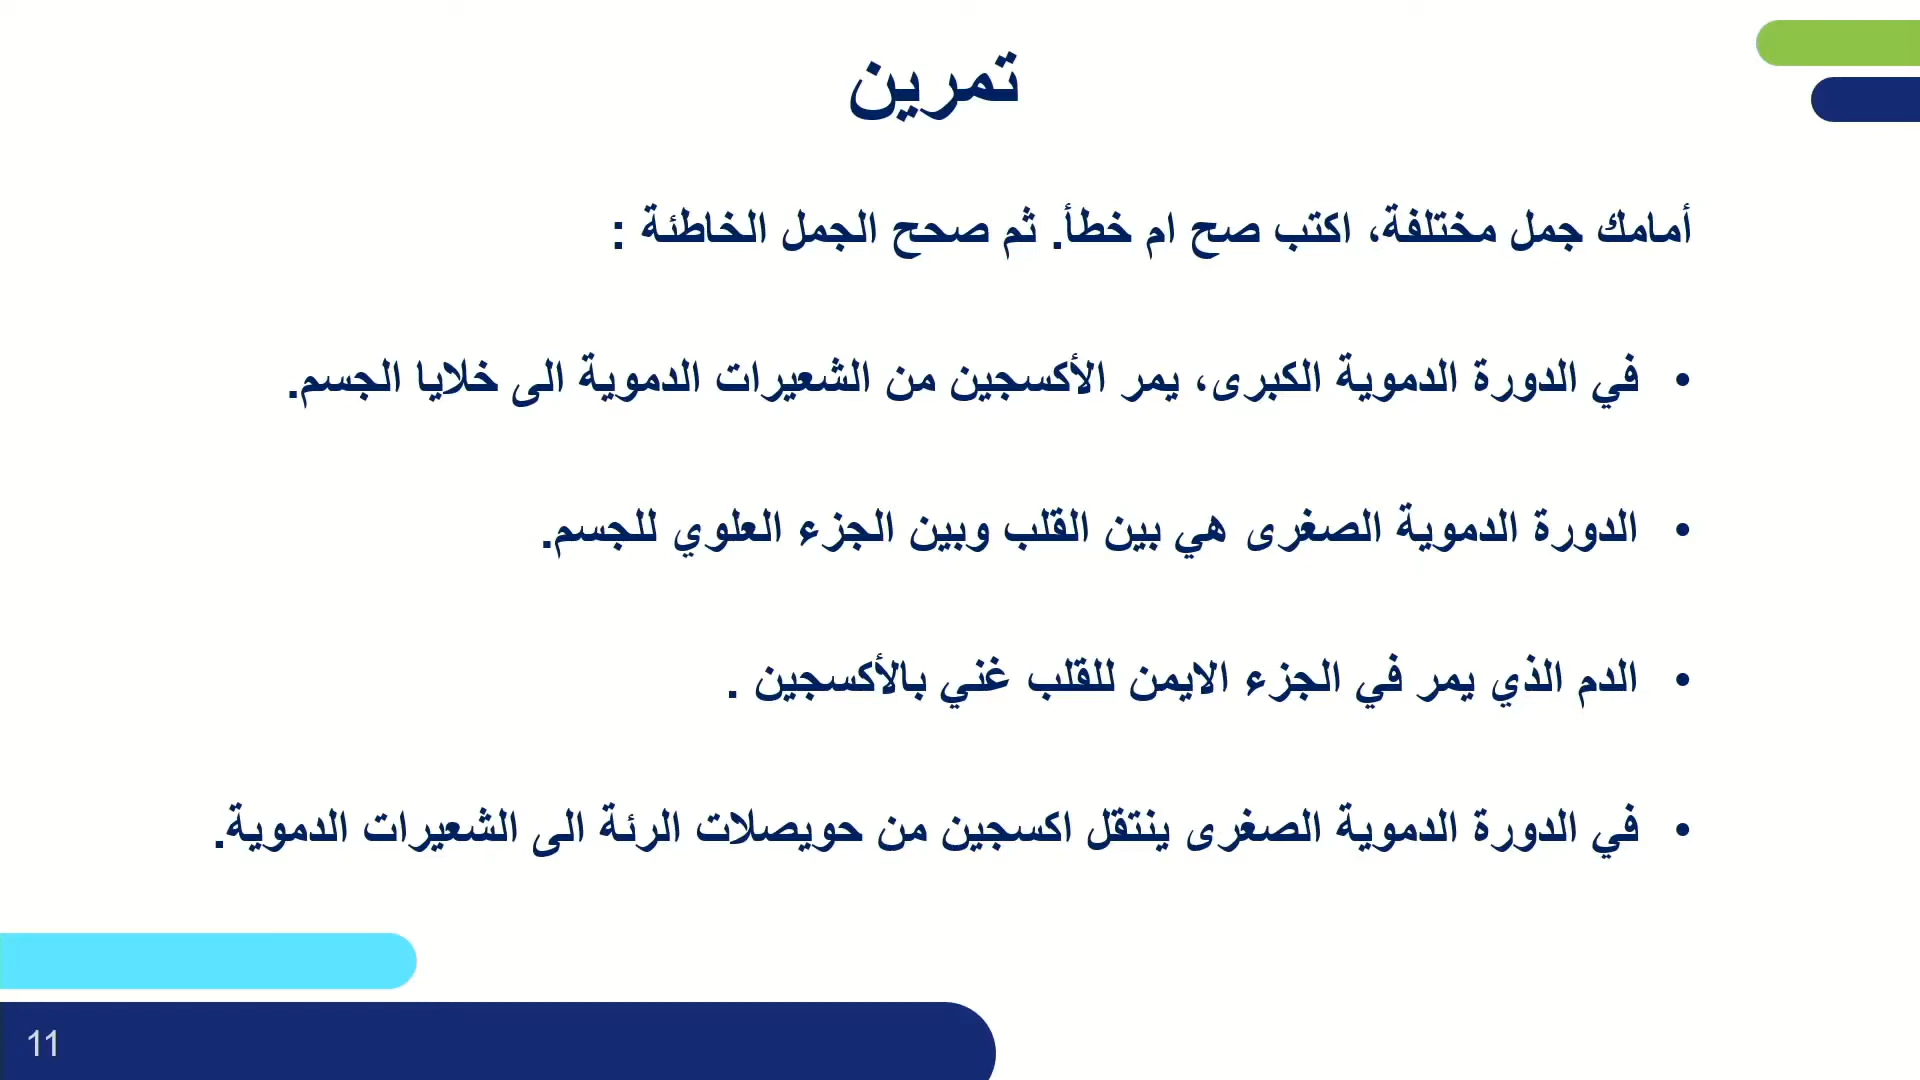 تمرين
أمامك جمل مختلفة، اكتب صح ام خطأ. ثم صحح الجمل الخاطئة :
• في الدورة الدموية الكبرى، يمر الأكسجين من الشعيرات الدموية الى خلايا الجسم.
• الدورة الدموية الصغرى هي بين القلب وبين الجزء العلوي للجسم.
• الدم الذي يمر في الجزء الايمن للقلب غني بالأكسجين .
• في الدورة الدموية الصغرى ينتقل اكسجين من حويصلات الرئة الى الشعيرات الدموية.
11